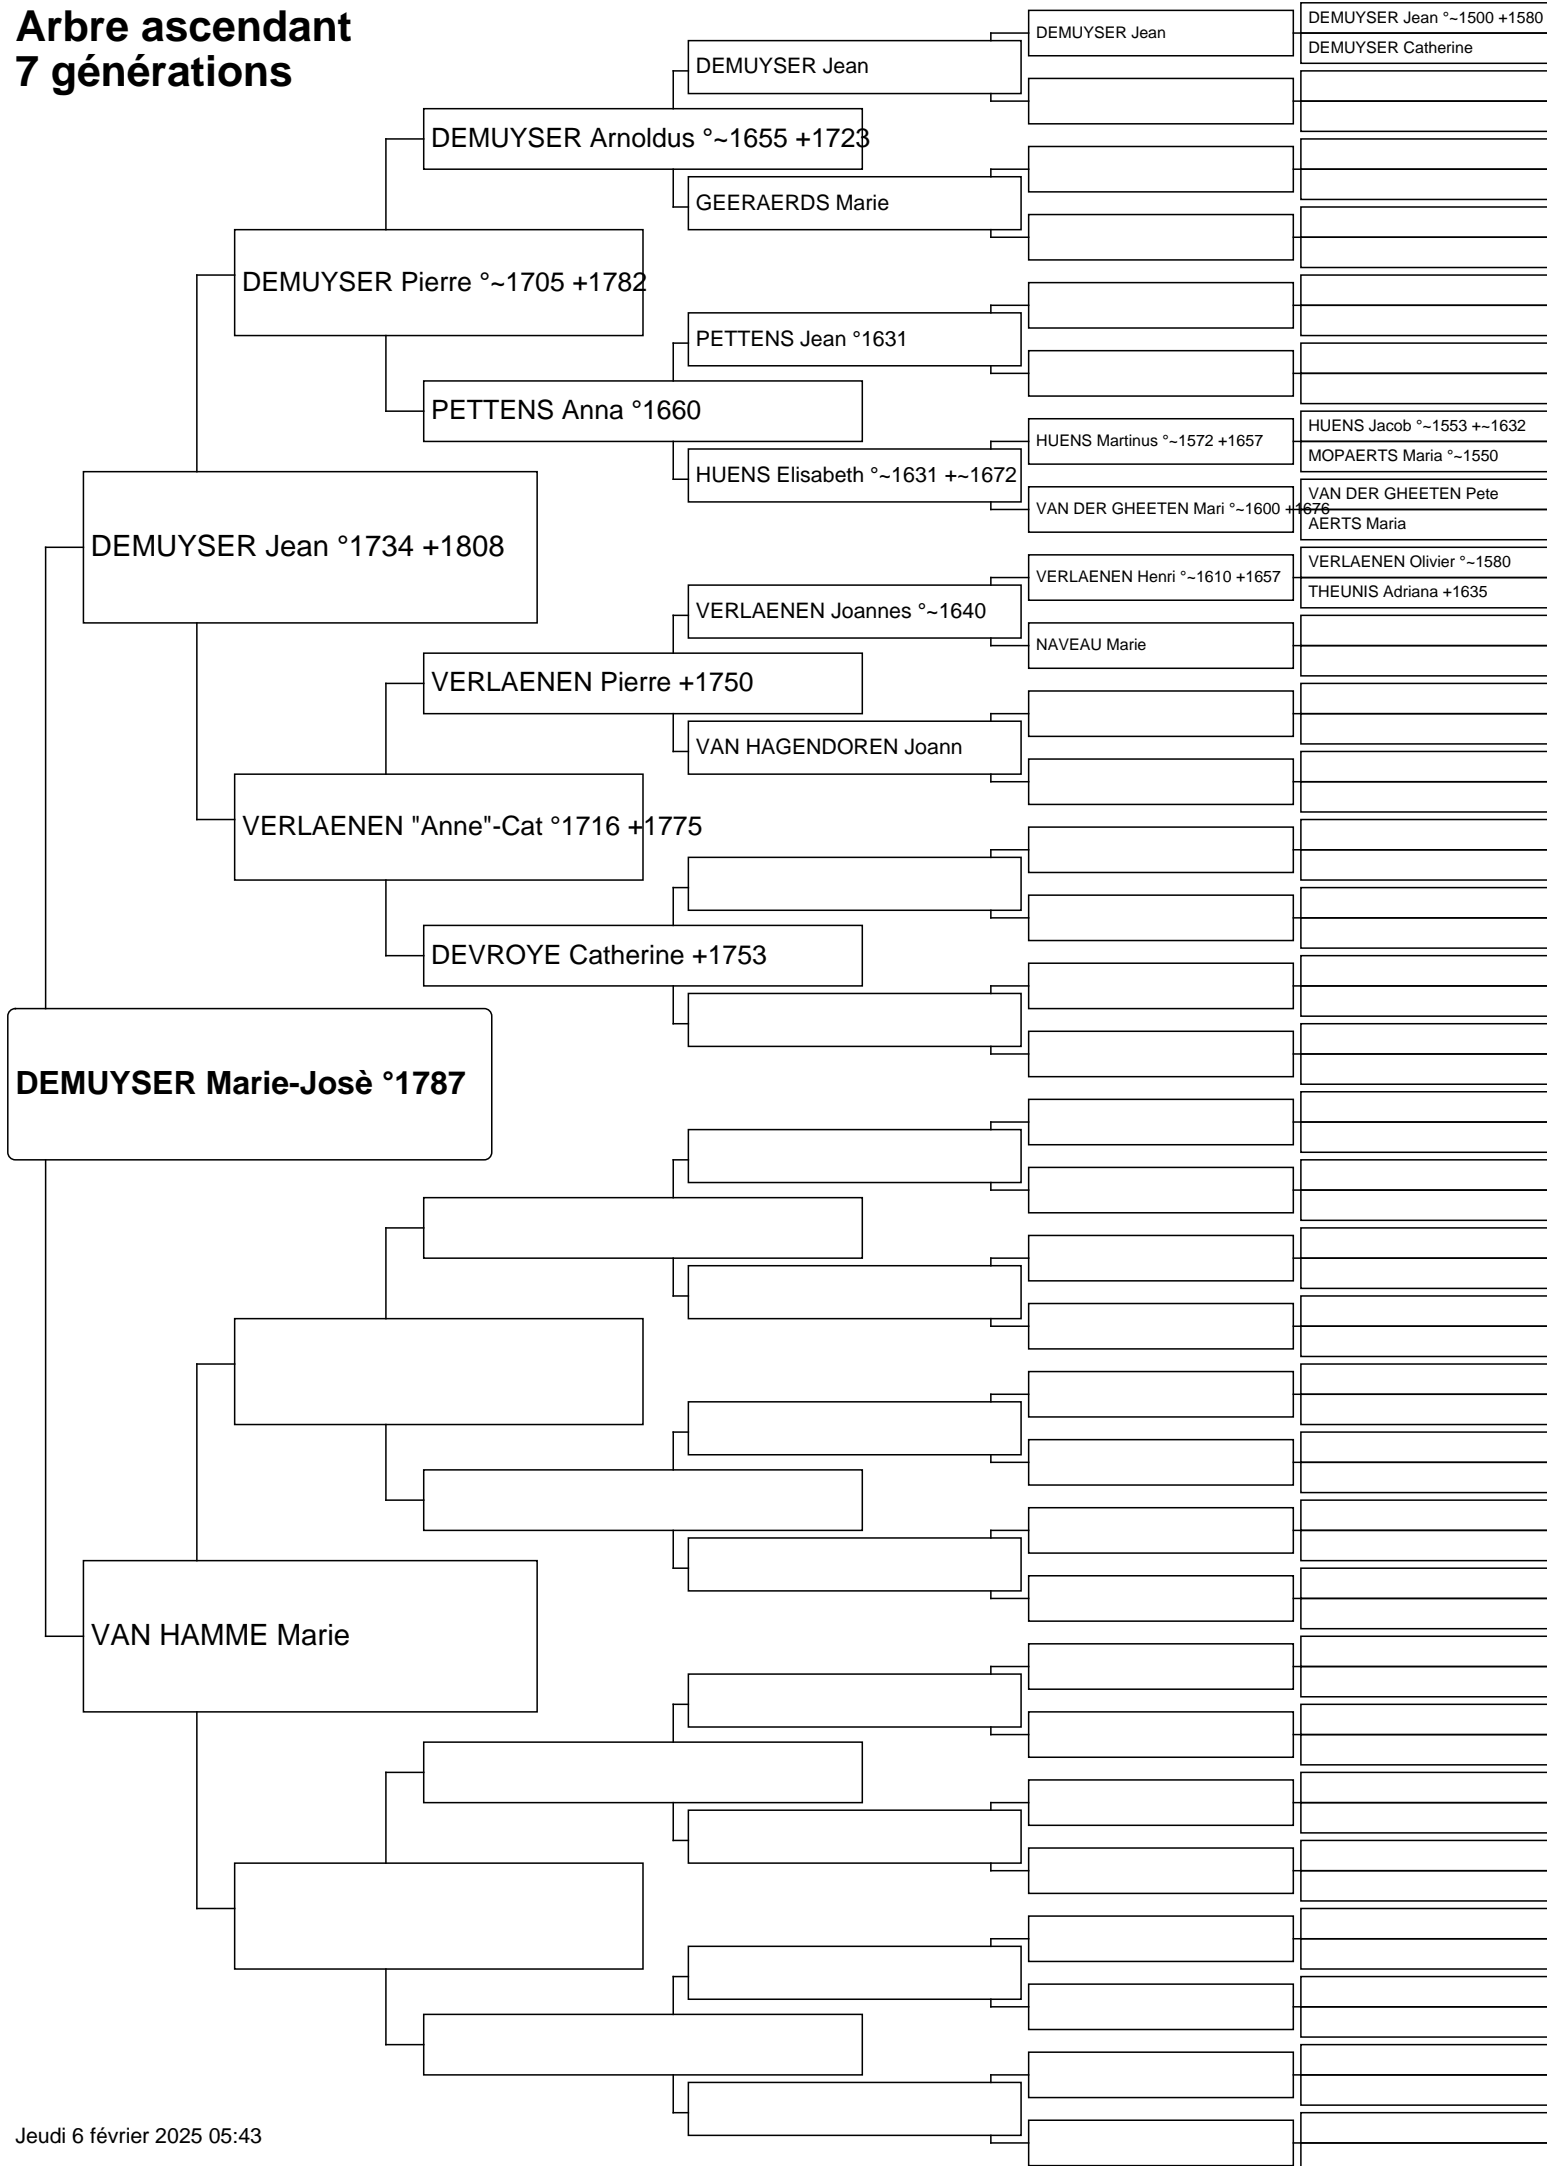 Arbre ascendant
7 générations
DEMUYSER Jean °~1500 +1580
DEMUYSER Jean
DEMUYSER Catherine
DEMUYSER Jean
DEMUYSER Arnoldus °~1655 +1723
GEERAERDS Marie
DEMUYSER Pierre °~1705 +1782
PETTENS Jean °1631
PETTENS Anna °1660
HUENS Jacob °~1553 +~1632
HUENS Martinus °~1572 +1657
MOPAERTS Maria °~1550
HUENS Elisabeth °~1631 +~1672
VAN DER GHEETEN Pete
VAN DER GHEETEN Mari °~1600 +1676
AERTS Maria
DEMUYSER Jean °1734 +1808
VERLAENEN Olivier °~1580
VERLAENEN Henri °~1610 +1657
THEUNIS Adriana +1635
VERLAENEN Joannes °~1640
NAVEAU Marie
VERLAENEN Pierre +1750
VAN HAGENDOREN Joann
VERLAENEN "Anne"-Cat °1716 +1775
DEVROYE Catherine +1753
DEMUYSER Marie-Josè °1787
VAN HAMME Marie
Jeudi 6 février 2025 05:43